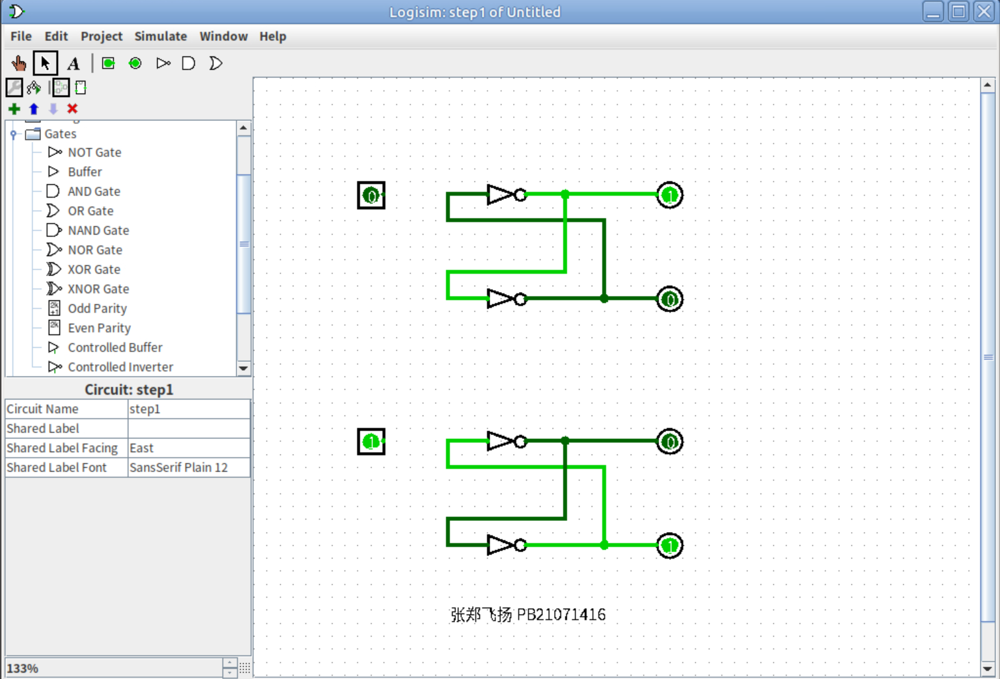 Logisim: step1 of Untitled
File Edit Project Simulate Window Help
A
Gates
NOT Gate
Buffer
AND Gate
OR Gate
NAND Gate
NOR Gate
XOR Gate
XNOR Gate
2k
+1
Odd Parity
2k
Even Parity
Controlled Buffer
Controlled Inverter
Circuit: step1
Circuit Name step1
Shared Label
Shared Label Facing East
Shared Label Font SansSerif Plain 12
133%
0 1
0
1 0
1
张郑飞扬 PB21071416